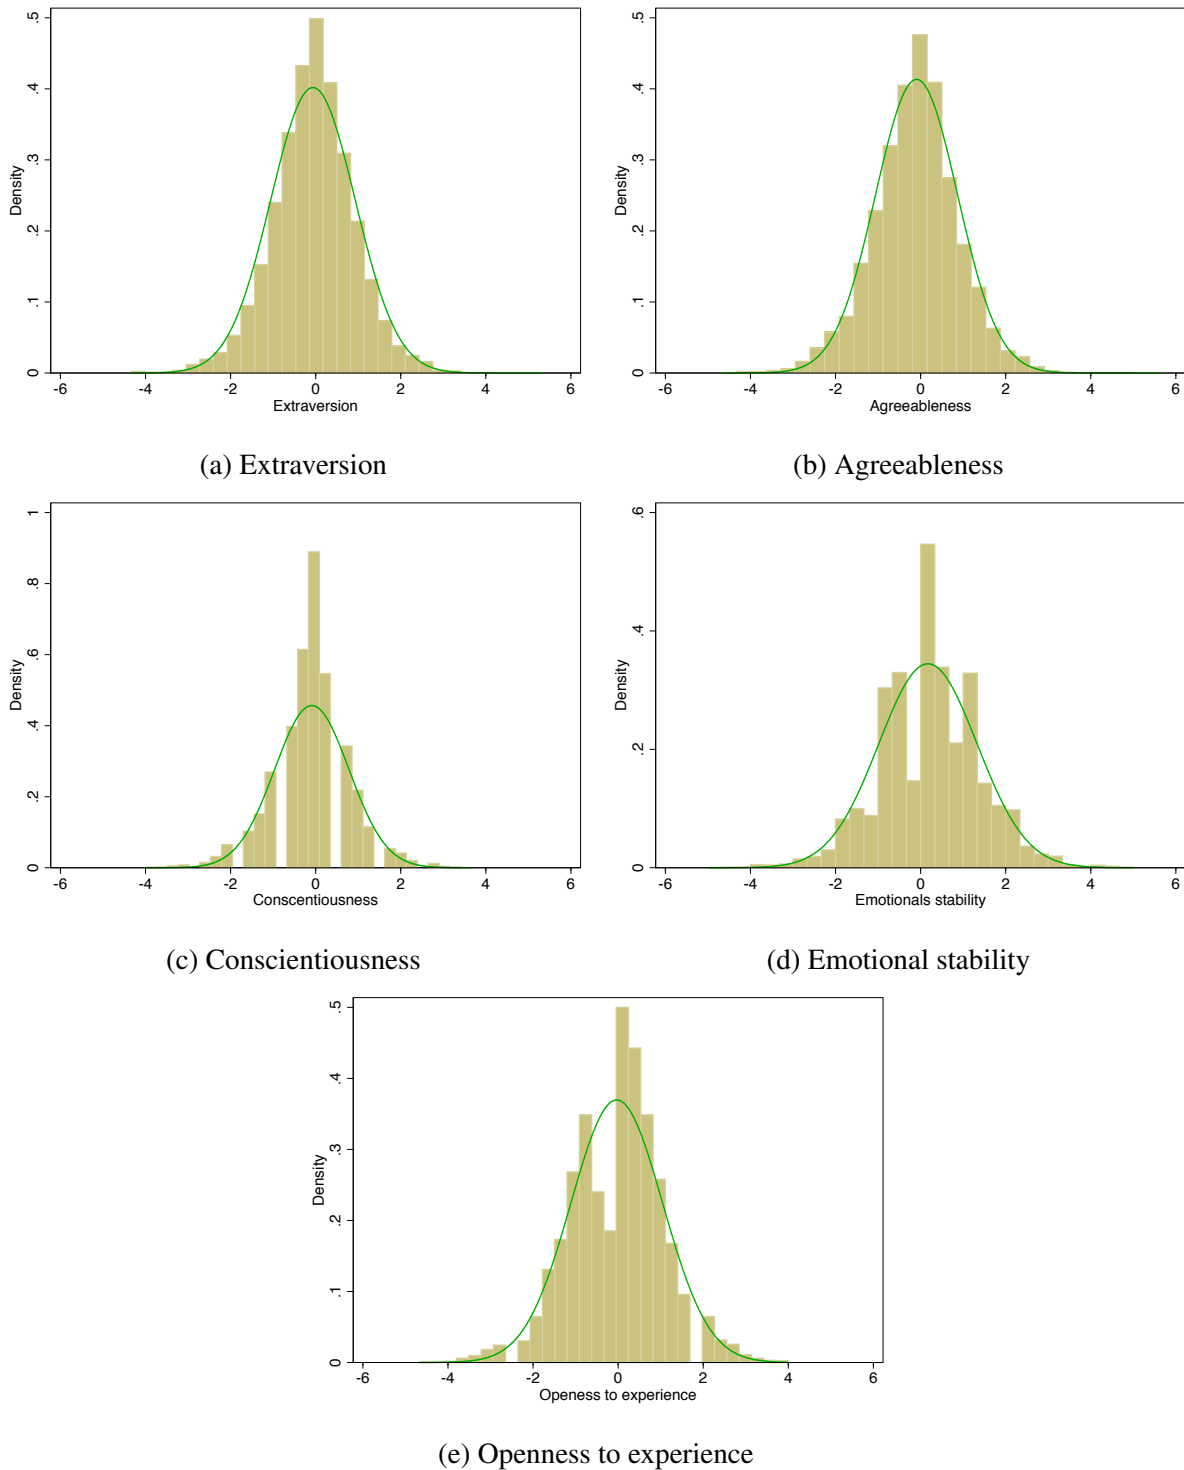 Density
0 .1 .2 .3 .4 .5
-6 -4 -2 0 2 4 6
Extraversion
(a) Extraversion
Density
0 .1 .2 .3 .4 .5
-6 -4 -2 0 2 4 6
Agreeableness
(b) Agreeableness
Density
0 .2 .4 .6 .8 1
-6 -4 -2 0 2 4 6
Conscentiousness
(c) Conscientiousness
Density
0 .2 .4 .6
-6 -4 -2 0 2 4 6
Emotionals stability
(d) Emotional stability
Density
0 .1 .2 .3 .4 .5
-6 -4 -2 0 2 4 6
Openess to experience
(e) Openness to experience